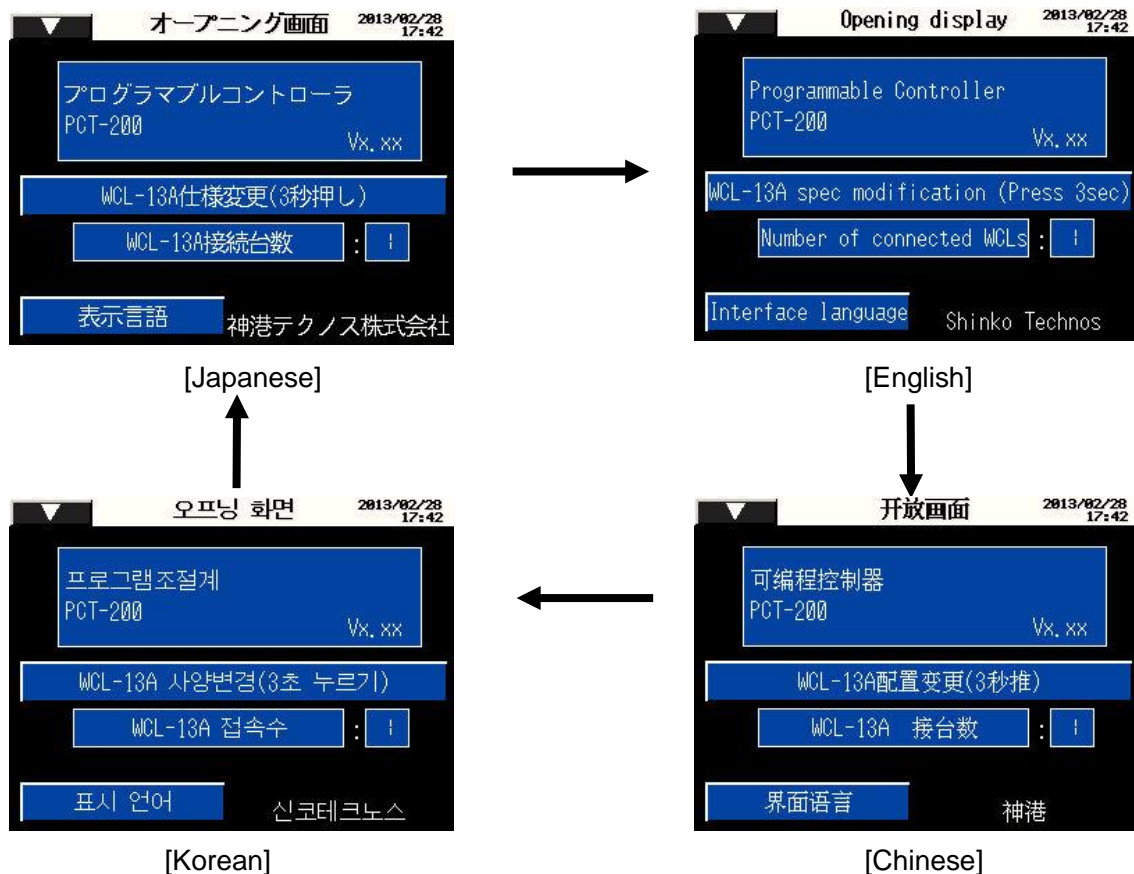 オープニング画面 2013/02/28
17:42
プログラマブルコントローラ
PCT-200
Vx.xx
WCL-13A仕様変更(3秒押し)
WCL-13A接続台数 : 1
表示言語 神港テクノス株式会社
[Japanese]
Opening display 2013/02/28
17:42
Programmable Controller
PCT-200
Vx.xx
WCL-13A spec modification (Press 3sec)
Number of connected WCLs : 1
Interface language Shinko Technos
[English]
오프닝 화면 2013/02/28
17:42
프로그램조절계
PCT-200
Vx.xx
WCL-13A 사양변경(3초 누르기)
WCL-13A 접속수 : 1
표시 언어 신코테크노스
[Korean]
开放画面 2013/02/28
17:42
可编程控制器
PCT-200
Vx.xx
WCL-13A配置变更(3秒推)
WCL-13A 接台数 : 1
界面语言 神港
[Chinese]